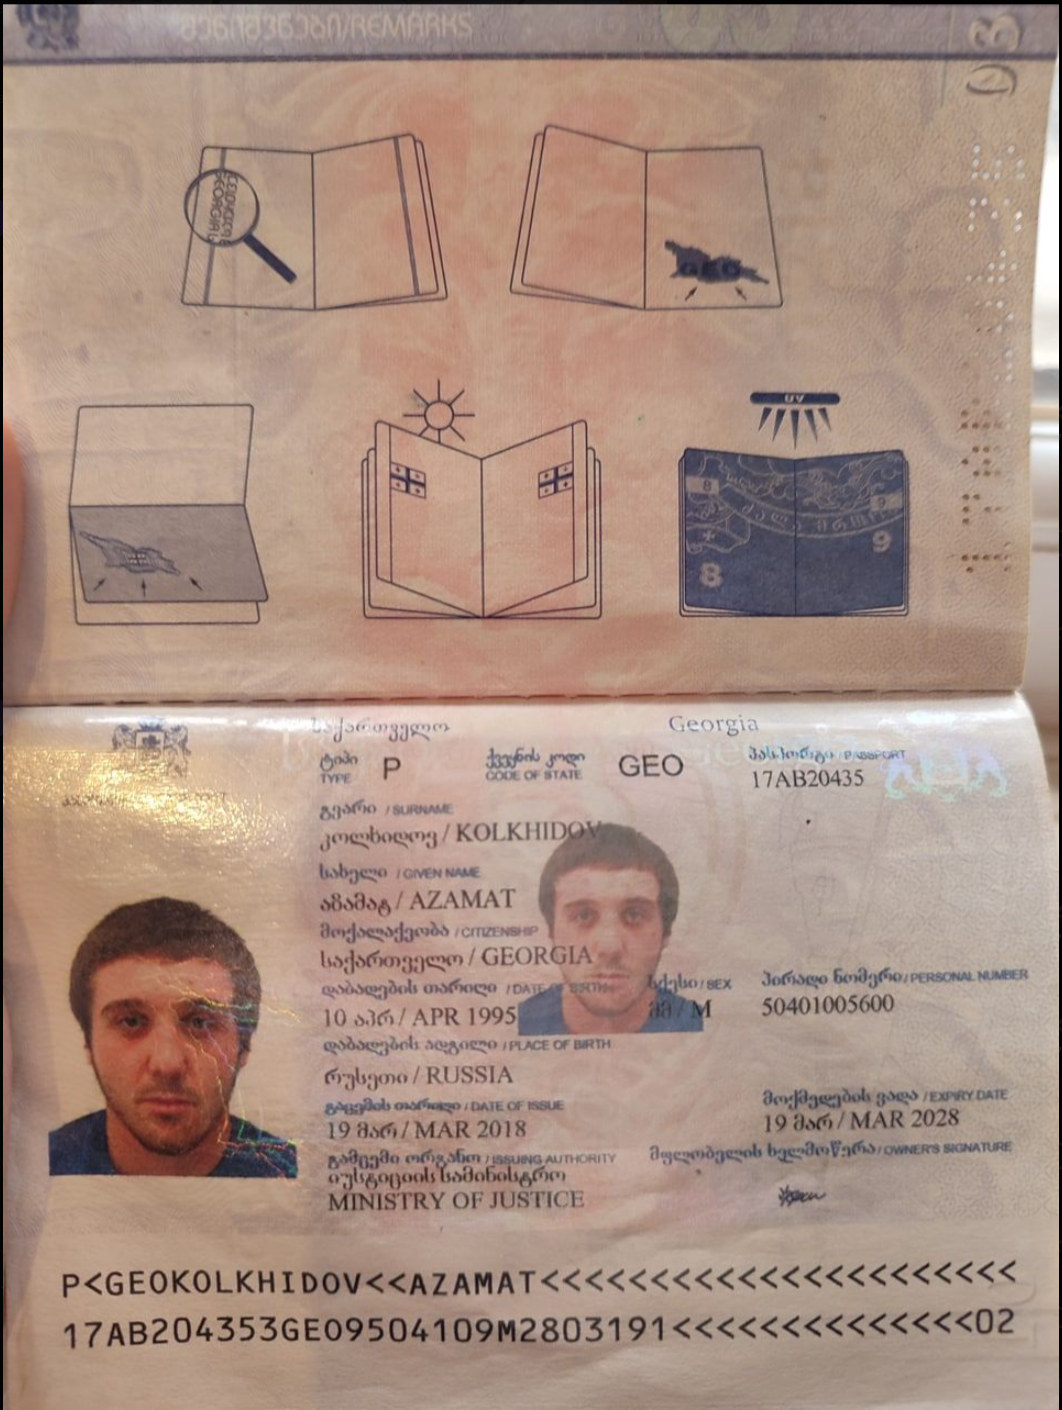 მენიშვნები/REMARKS
03
GEO
UV
8
9
8
9
საქართველო Georgia
ტიპი TYPE P ქვეყნის კოდი CODE OF STATE GEO პასპორტი / PASSPORT 17AB20435
გვარი / SURNAME
კოლხიდოვ / KOLKHIDOV
სახელი / GIVEN NAME
აზამატ / AZAMAT
მოქალაქეობა / CITIZENSHIP
საქართველო / GEORGIA
დაბადების თარიღი / DATE OF BIRTH სქესი / SEX პირადი ნომერი / PERSONAL NUMBER
10 აპრ / APR 1995 მმ / M 50401005600
დაბადების ადგილი / PLACE OF BIRTH
რუსეთი / RUSSIA
გაცემის თარიღი / DATE OF ISSUE მოქმედების ვადა / EXPIRY DATE
19 მარ / MAR 2018 19 მარ / MAR 2028
გამცემი ორგანო / ISSUING AUTHORITY მფლობელის ხელმოწერა / OWNER'S SIGNATURE
იუსტიციის სამინისტრო
MINISTRY OF JUSTICE
P<GEOKOLKHIDOV<<AZAMAT<<<<<<<<<<<<<<<<<<<<<<
17AB204353GEO9504109M2803191<<<<<<<<<<<<<<02